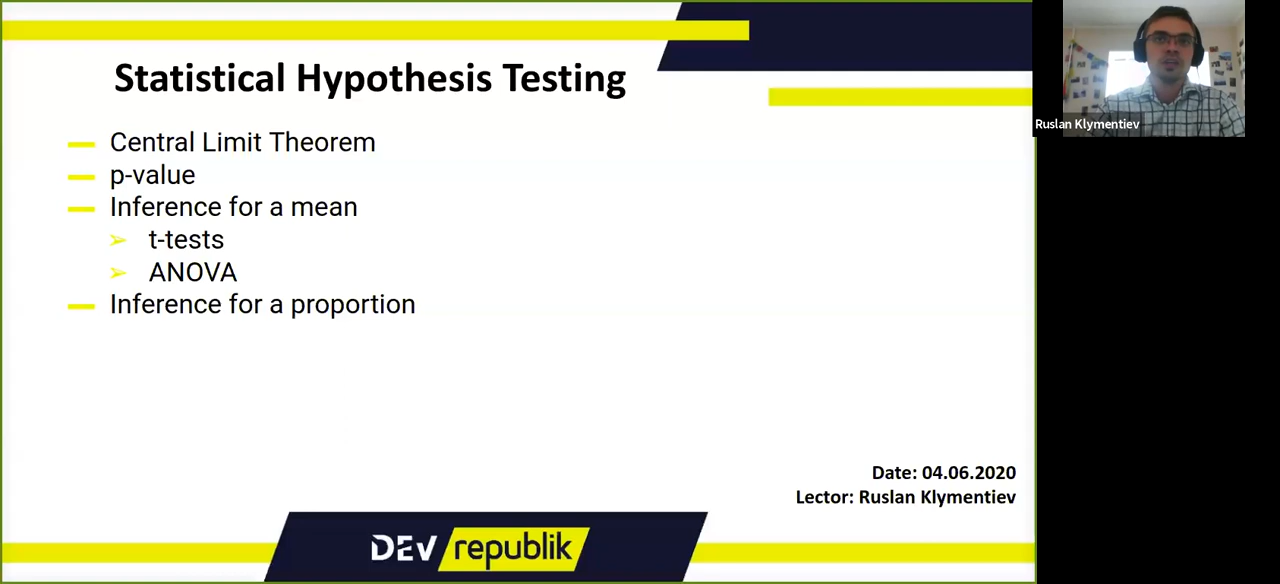 Statistical Hypothesis Testing
Central Limit Theorem
p-value
Inference for a mean
t-tests
ANOVA
Inference for a proportion
Date: 04.06.2020
Lector: Ruslan Klymentiev
DEV republik
Ruslan Klymentiev